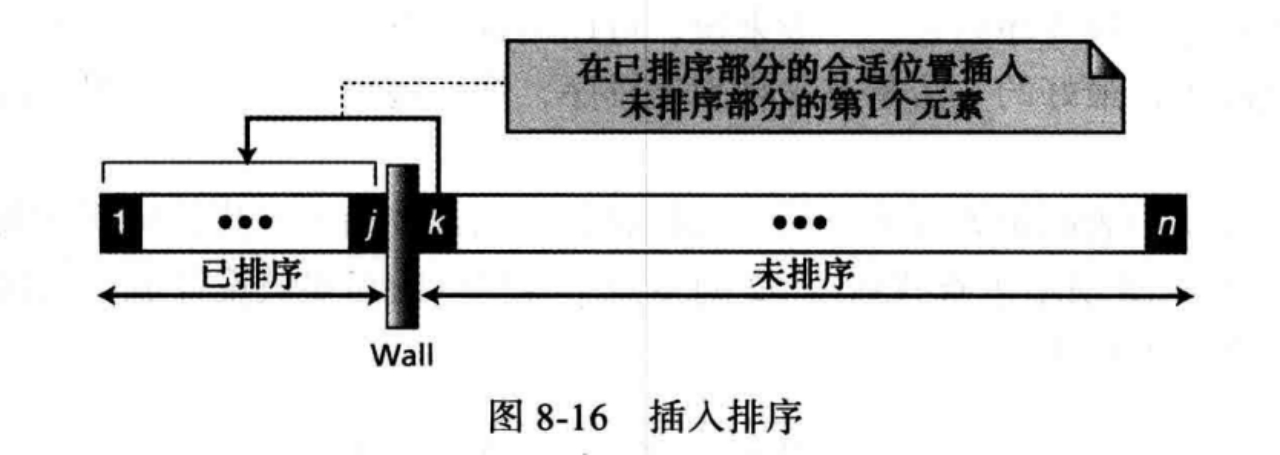 在已排序部分的合适位置插入
未排序部分的第1个元素
1 ••• j k ••• n
已排序 未排序
Wall
图 8-16 插入排序